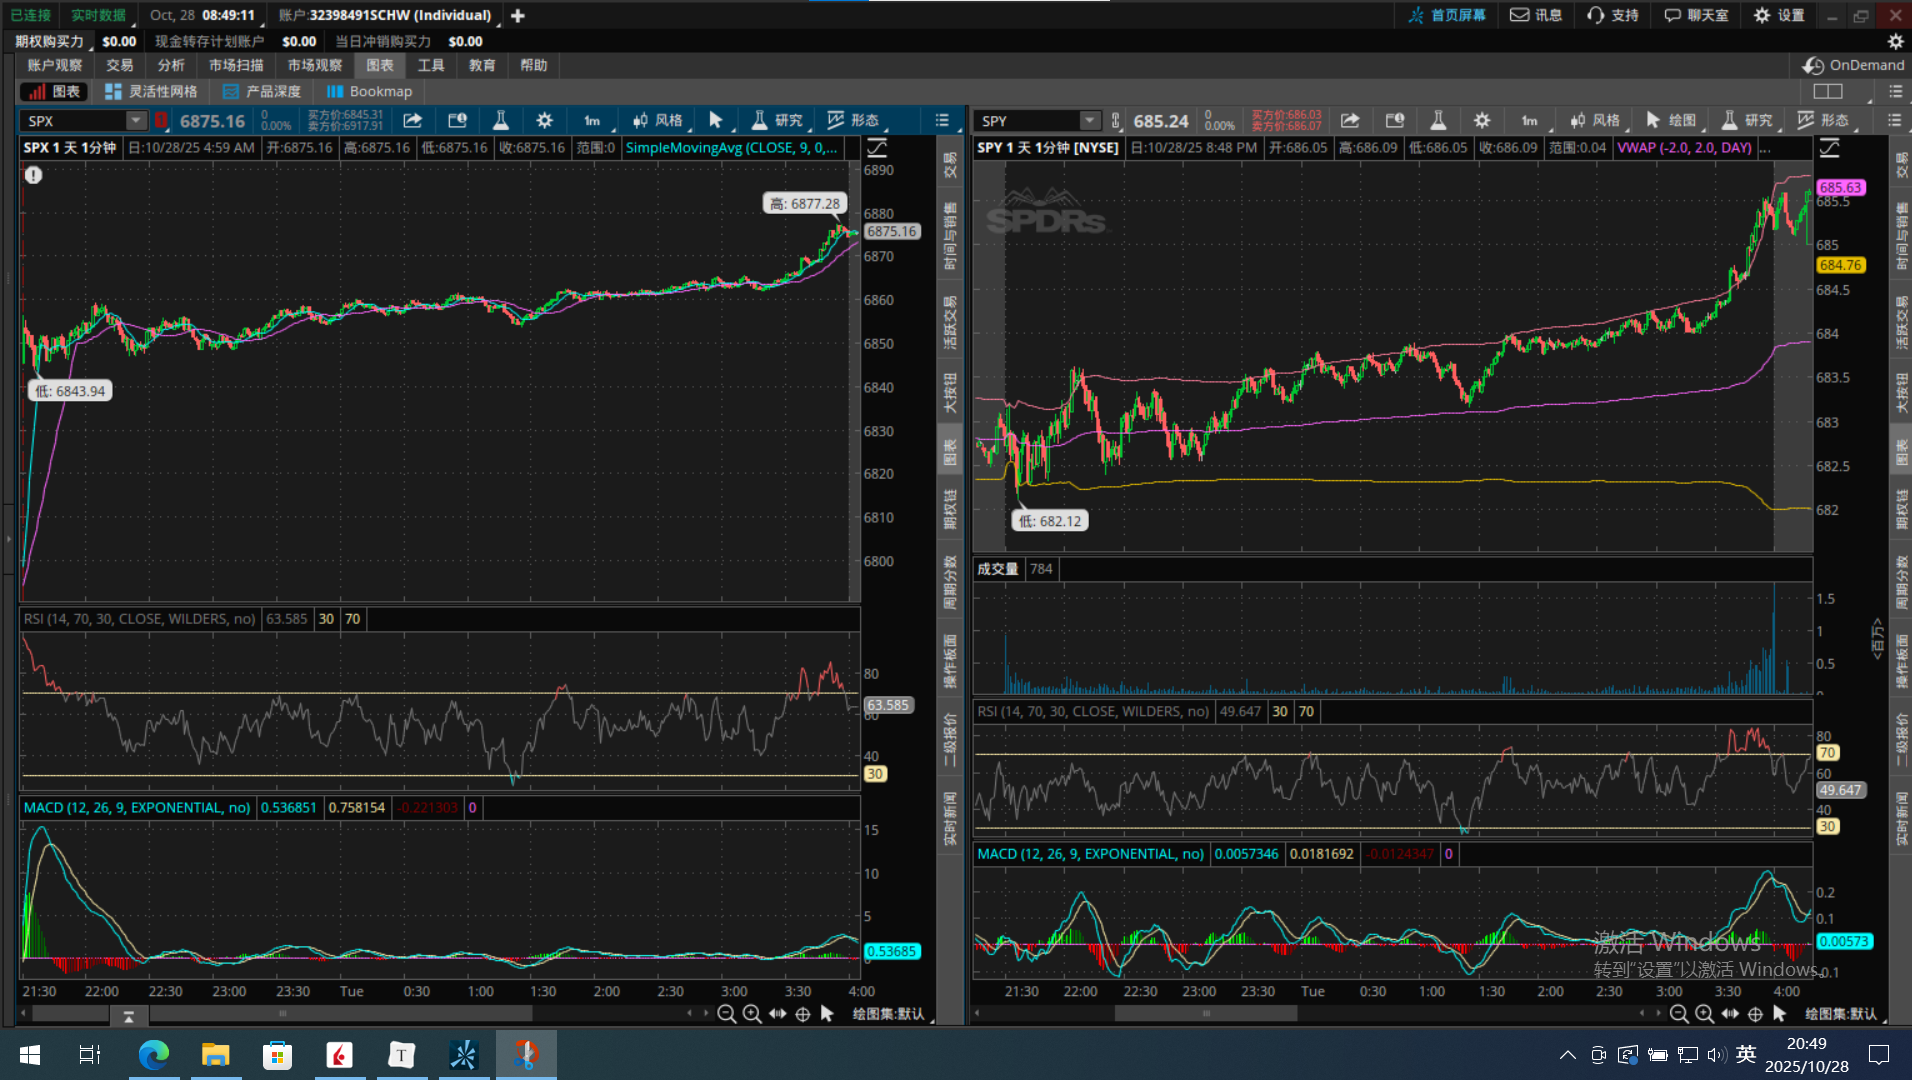 已连接 实时数据 Oct, 28 08:49:11 账户:32398491SCHW (Individual) 首页屏幕 讯息 支持 聊天室 设置
期权购买力 $0.00 现金转存计划账户 $0.00 当日冲销购买力 $0.00
账户观察 交易 分析 市场扫描 市场观察 图表 工具 教育 帮助 OnDemand
图表 灵活性网格 产品深度 Bookmap
SPX 6875.16 0 0.00% 买方价:6845.31 卖方价:6917.91 1m 风格 研究 形态
SPX 1 天 1分钟 日:10/28/25 4:59 AM 开:6875.16 高:6875.16 低:6875.16 收:6875.16 范围:0 SimpleMovingAvg (CLOSE, 9, 0,...
高: 6877.28
低: 6843.94
6890
6880
6875.16
6870
6860
6850
6840
6830
6820
6810
6800
RSI (14, 70, 30, CLOSE, WILDERS, no) 63.585 30 70
80
63.585
60
40
30
MACD (12, 26, 9, EXPONENTIAL, no) 0.536851 0.758154 -0.221303 0
15
10
5
0.53685
21:30 22:00 22:30 23:00 23:30 Tue 0:30 1:00 1:30 2:00 2:30 3:00 3:30 4:00
绘图集:默认
交易
时间与销售
活跃交易
大按钮
图表
期权链
周期分数
操作板面
二级报价
实时新闻
SPY 685.24 0 0.00% 买方价:686.03 卖方价:686.07 1m 风格 绘图 研究 形态
SPY 1 天 1分钟 [NYSE] 日:10/28/25 8:48 PM 开:686.05 高:686.09 低:686.05 收:686.09 范围:0.04 VWAP (-2.0, 2.0, DAY) ...
SPDRs
低: 682.12
685.63
685.5
685
684.76
684.5
684
683.5
683
682.5
682
成交量 784
1.5
1
0.5
0
<百万>
RSI (14, 70, 30, CLOSE, WILDERS, no) 49.647 30 70
80
70
60
49.647
40
30
MACD (12, 26, 9, EXPONENTIAL, no) 0.0057346 0.0181692 -0.0124347 0
0.2
0.1
0.00573
-0.1
激活 Windows
转到“设置”以激活 Windows。
21:30 22:00 22:30 23:00 23:30 Tue 0:30 1:00 1:30 2:00 2:30 3:00 3:30 4:00
绘图集:默认
交易
时间与销售
活跃交易
大按钮
图表
期权链
周期分数
操作板面
二级报价
实时新闻
T
英
20:49
2025/10/28